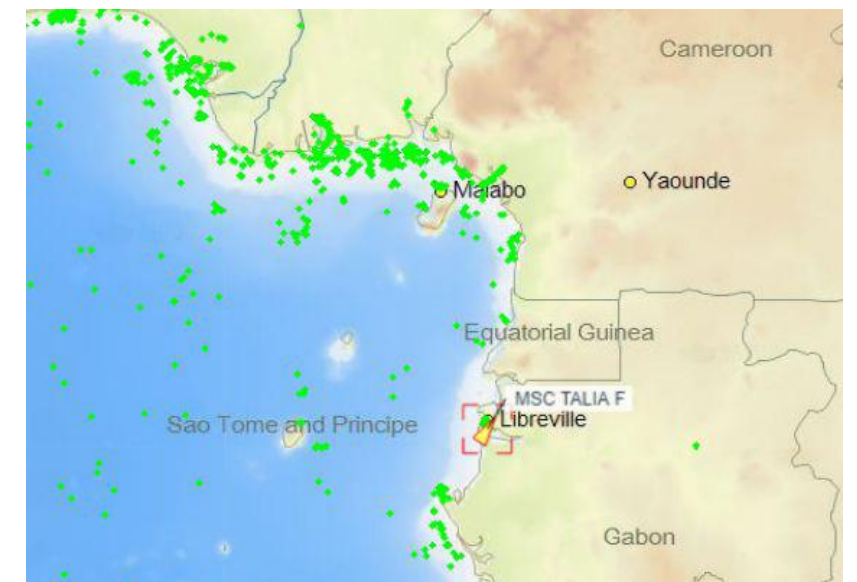 Cameroon
Yaounde
Malabo
Equatorial Guinea
MSC TALIA F
Libreville
Sao Tome and Principe
Gabon